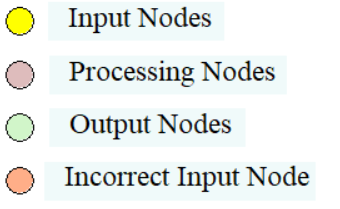 Input Nodes
Processing Nodes
Output Nodes
Incorrect Input Node